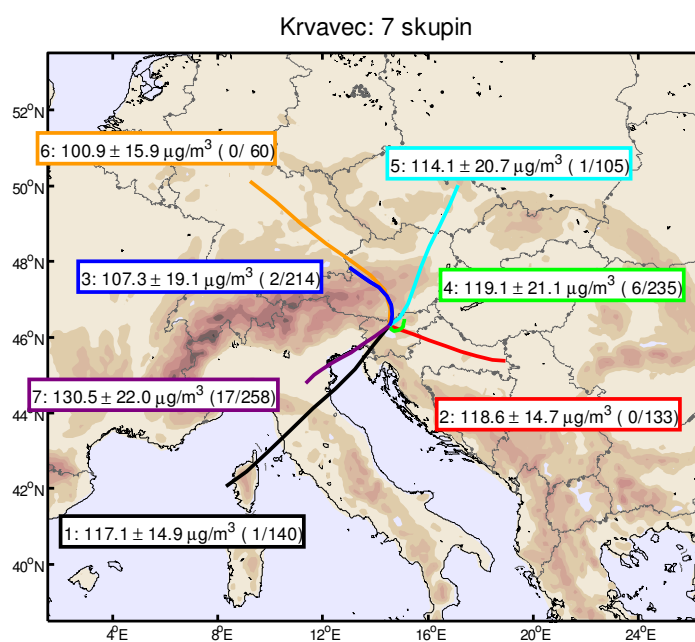 Krvavec: 7 skupin
52°N
6: 100.9 ± 15.9 µg/m³ ( 0/ 60)
5: 114.1 ± 20.7 µg/m³ ( 1/105)
50°N
48°N
3: 107.3 ± 19.1 µg/m³ ( 2/214)
4: 119.1 ± 21.1 µg/m³ ( 6/235)
46°N
7: 130.5 ± 22.0 µg/m³ (17/258)
2: 118.6 ± 14.7 µg/m³ ( 0/133)
44°N
42°N
1: 117.1 ± 14.9 µg/m³ ( 1/140)
40°N
4°E 8°E 12°E 16°E 20°E 24°E